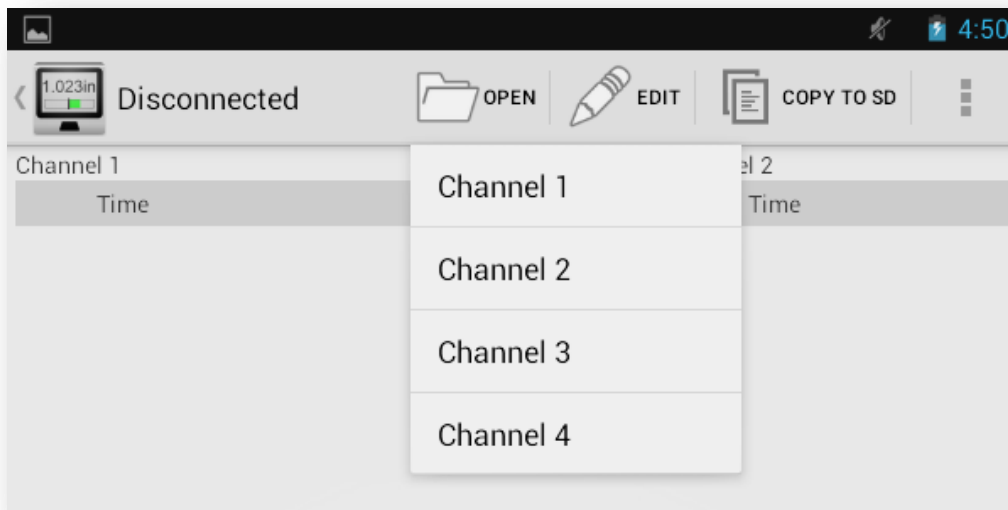 4:50
1.023in
Disconnected
OPEN
EDIT
COPY TO SD
Channel 1
el 2
Time
Time
Channel 1
Channel 2
Channel 3
Channel 4